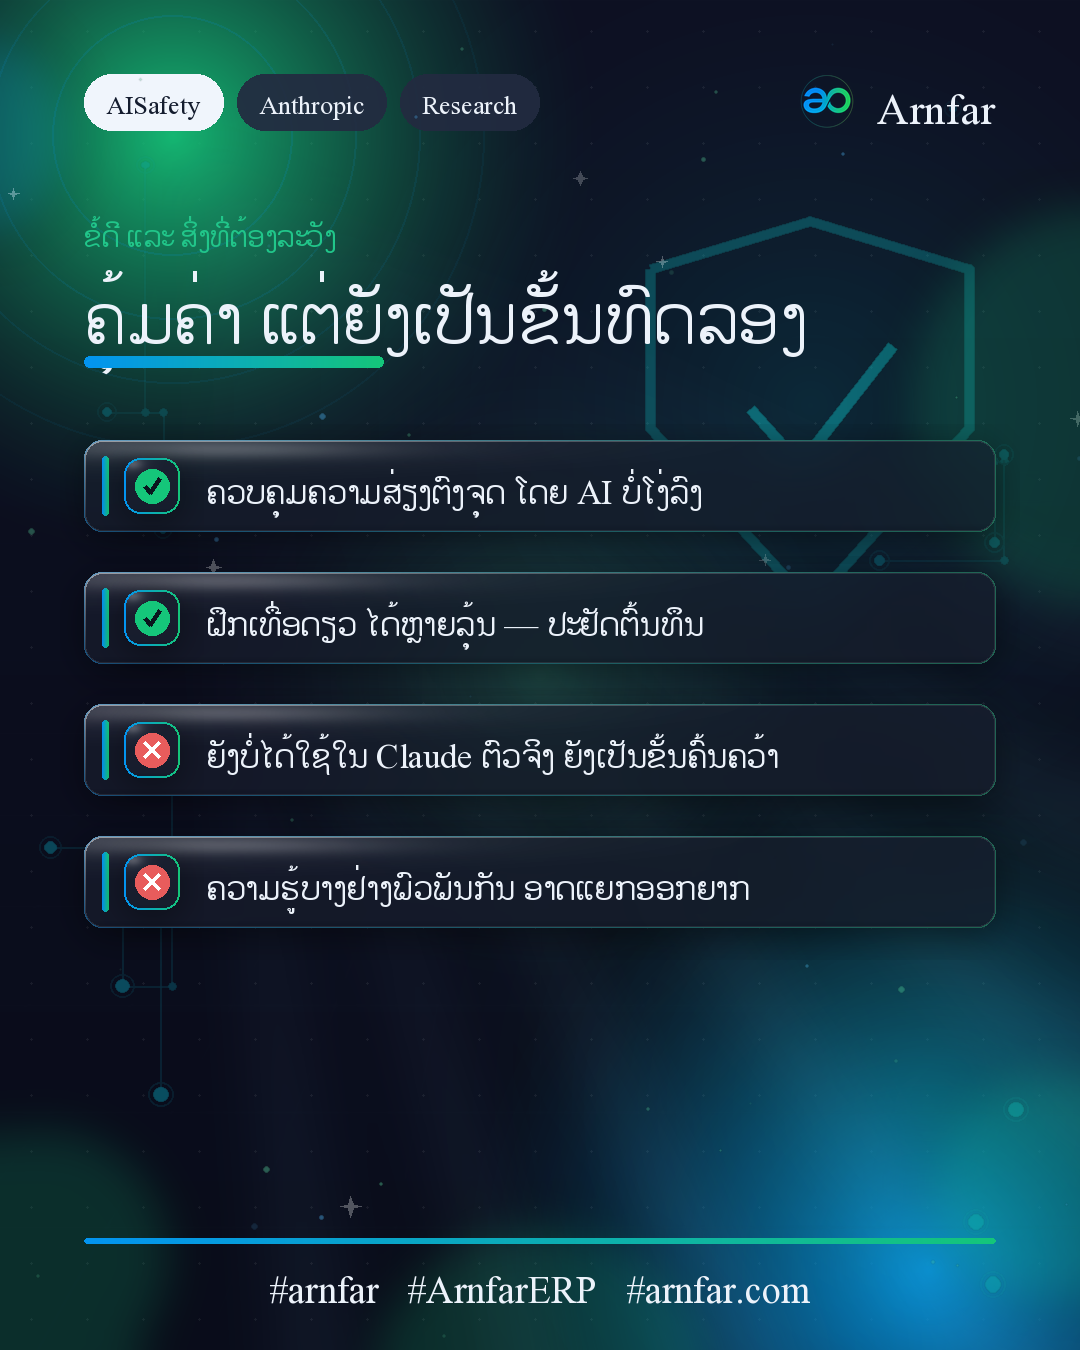 AISafety Anthropic Research
Arnfar
ຂໍ້ດີ ແລະ ສິ່ງທີ່ຕ້ອງລະວັງ
ຄຸ້ມຄ່າ ແຕ່ຍັງເປັນຂັ້ນທົດລອງ
ຄວບຄຸມຄວາມສ່ຽງຕົງຈຸດ ໂດຍ AI ບໍ່ໂງ່ລົງ
ຝຶກເທື່ອດຽວ ໄດ້ຫຼາຍລຸ້ນ — ປະຢັດຕົ້ນທຶນ
ຍັງບໍ່ໄດ້ໃຊ້ໃນ Claude ຕົວຈິງ ຍັງເປັນຂັ້ນຄົ້ນຄວ້າ
ຄວາມຮູ້ບາງຢ່າງພົວພັນກັນ ອາດແຍກອອກຍາກ
#arnfar #ArnfarERP #arnfar.com